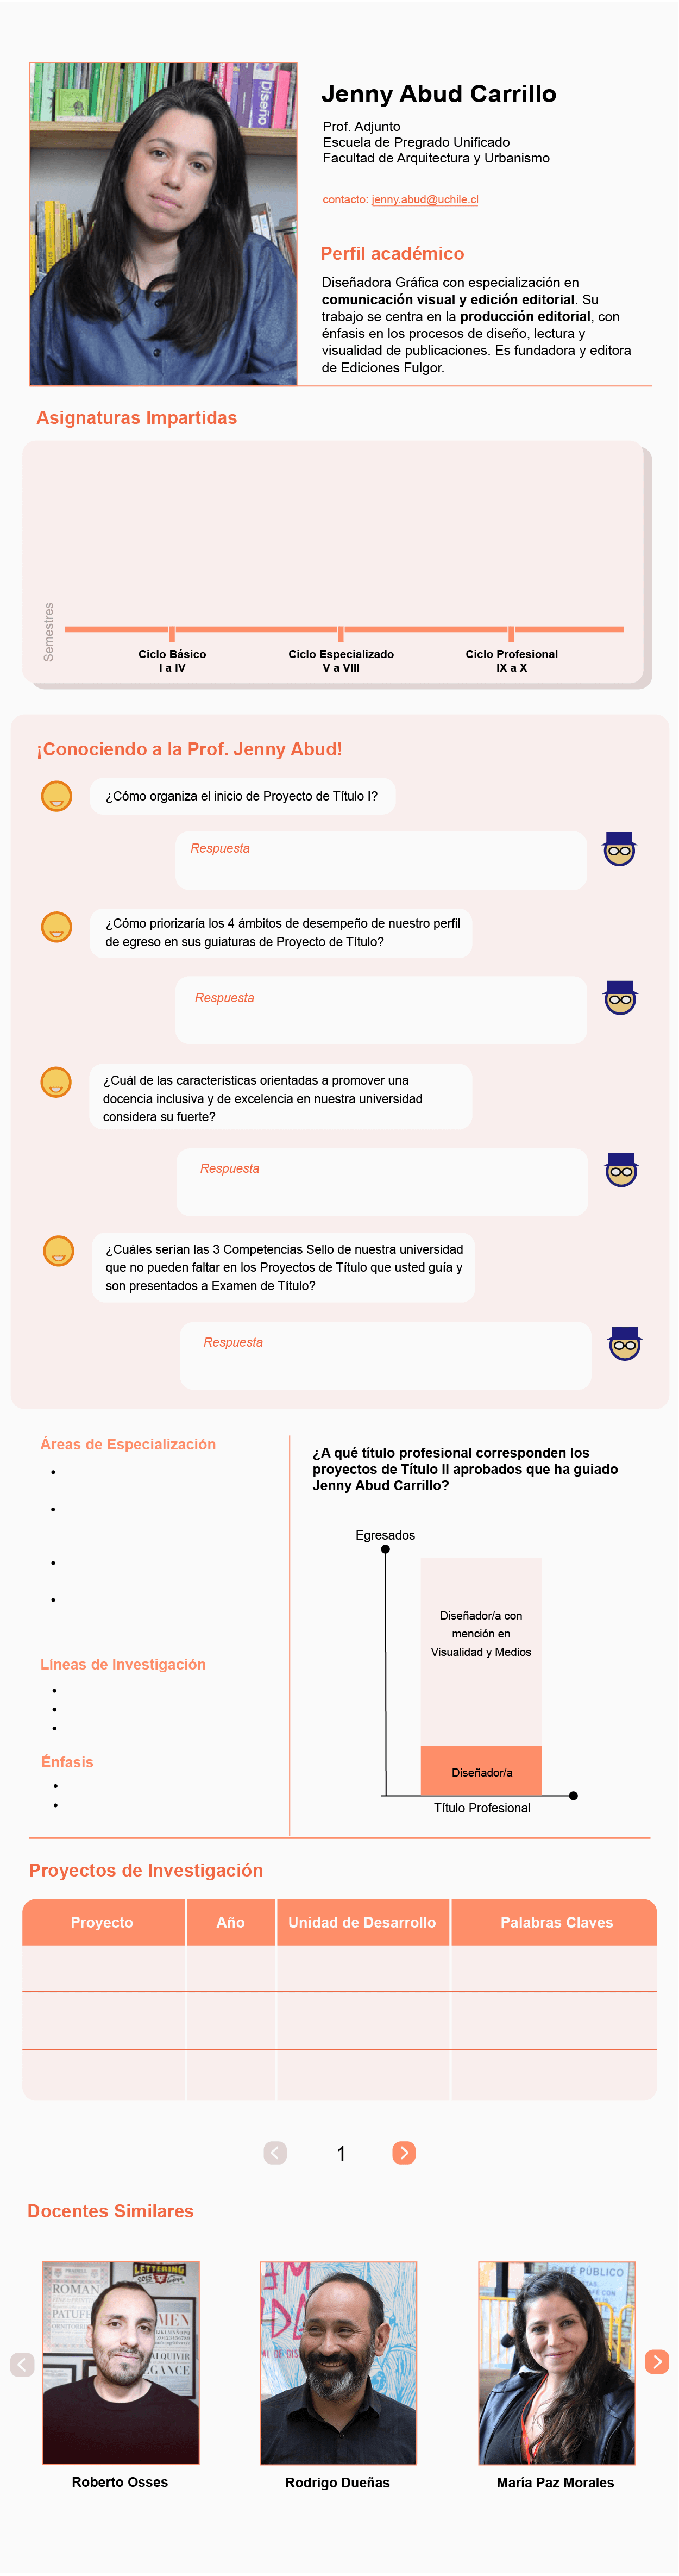 Diseño
Jenny Abud Carrillo
Prof. Adjunto
Escuela de Pregrado Unificado
Facultad de Arquitectura y Urbanismo
contacto: jenny.abud@uchile.cl
Perfil académico
Diseñadora Gráfica con especialización en
comunicación visual y edición editorial. Su
trabajo se centra en la producción editorial, con
énfasis en los procesos de diseño, lectura y
visualidad de publicaciones. Es fundadora y editora
de Ediciones Fulgor.
Asignaturas Impartidas
Semestres
Ciclo Básico
I a IV
Ciclo Especializado
V a VIII
Ciclo Profesional
IX a X
¡Conociendo a la Prof. Jenny Abud!
¿Cómo organiza el inicio de Proyecto de Título I?
Respuesta
¿Cómo priorizaría los 4 ámbitos de desempeño de nuestro perfil
de egreso en sus guiaturas de Proyecto de Título?
Respuesta
¿Cuál de las características orientadas a promover una
docencia inclusiva y de excelencia en nuestra universidad
considera su fuerte?
Respuesta
¿Cuáles serían las 3 Competencias Sello de nuestra universidad
que no pueden faltar en los Proyectos de Título que usted guía y
son presentados a Examen de Título?
Respuesta
Áreas de Especialización
Líneas de Investigación
Énfasis
¿A qué título profesional corresponden los
proyectos de Título II aprobados que ha guiado
Jenny Abud Carrillo?
Egresados
Diseñador/a con
mención en
Visualidad y Medios
Diseñador/a
Título Profesional
Proyectos de Investigación
Proyecto Año Unidad de Desarrollo Palabras Claves
1
Docentes Similares
LETTERING
ROMAN
MEN
CAFÉ PÚBLICO
Roberto Osses
Rodrigo Dueñas
María Paz Morales